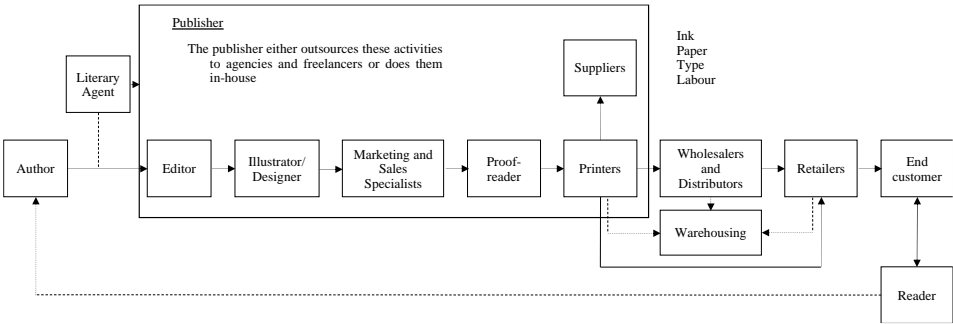 Publisher
The publisher either outsources these activities
to agencies and freelancers or does them
in-house
Ink
Paper
Type
Labour
Literary
Agent
Suppliers
Author
Editor
Illustrator/
Designer
Marketing and
Sales
Specialists
Proof-
reader
Printers
Wholesalers
and
Distributors
Retailers
End
customer
Warehousing
Reader